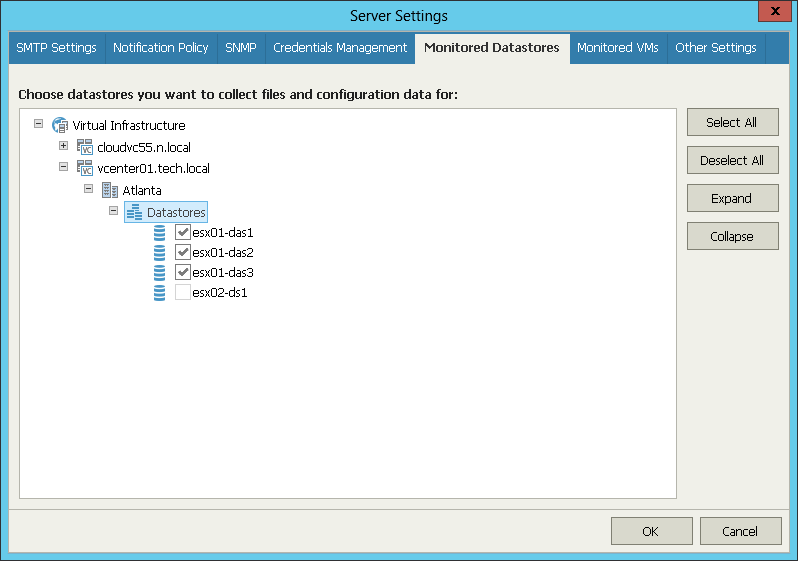 Server Settings
x
SMTP Settings Notification Policy SNMP Credentials Management Monitored Datastores Monitored VMs Other Settings
Choose datastores you want to collect files and configuration data for:
Virtual Infrastructure
VC cloudvc55.n.local
VC vcenter01.tech.local
Atlanta
Datastores
esx01-das1
esx01-das2
esx01-das3
esx02-ds1
Select All
Deselect All
Expand
Collapse
OK Cancel